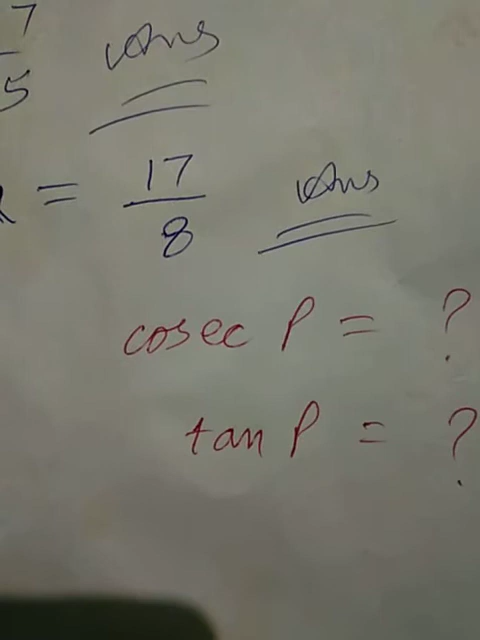 7
5 Ans
= 17
8 Ans
cosec P = ?
tan P = ?